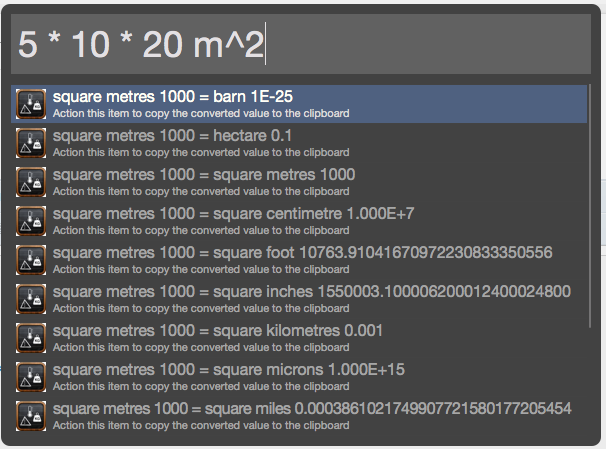 5 * 10 * 20 m^2
square metres 1000 = barn 1E-25
Action this item to copy the converted value to the clipboard
square metres 1000 = hectare 0.1
Action this item to copy the converted value to the clipboard
square metres 1000 = square metres 1000
Action this item to copy the converted value to the clipboard
square metres 1000 = square centimetre 1.000E+7
Action this item to copy the converted value to the clipboard
square metres 1000 = square foot 10763.91041670972230833350556
Action this item to copy the converted value to the clipboard
square metres 1000 = square inches 1550003.100006200012400024800
Action this item to copy the converted value to the clipboard
square metres 1000 = square kilometres 0.001
Action this item to copy the converted value to the clipboard
square metres 1000 = square microns 1.000E+15
Action this item to copy the converted value to the clipboard
square metres 1000 = square miles 0.0003861021749907721580177205454
Action this item to copy the converted value to the clipboard